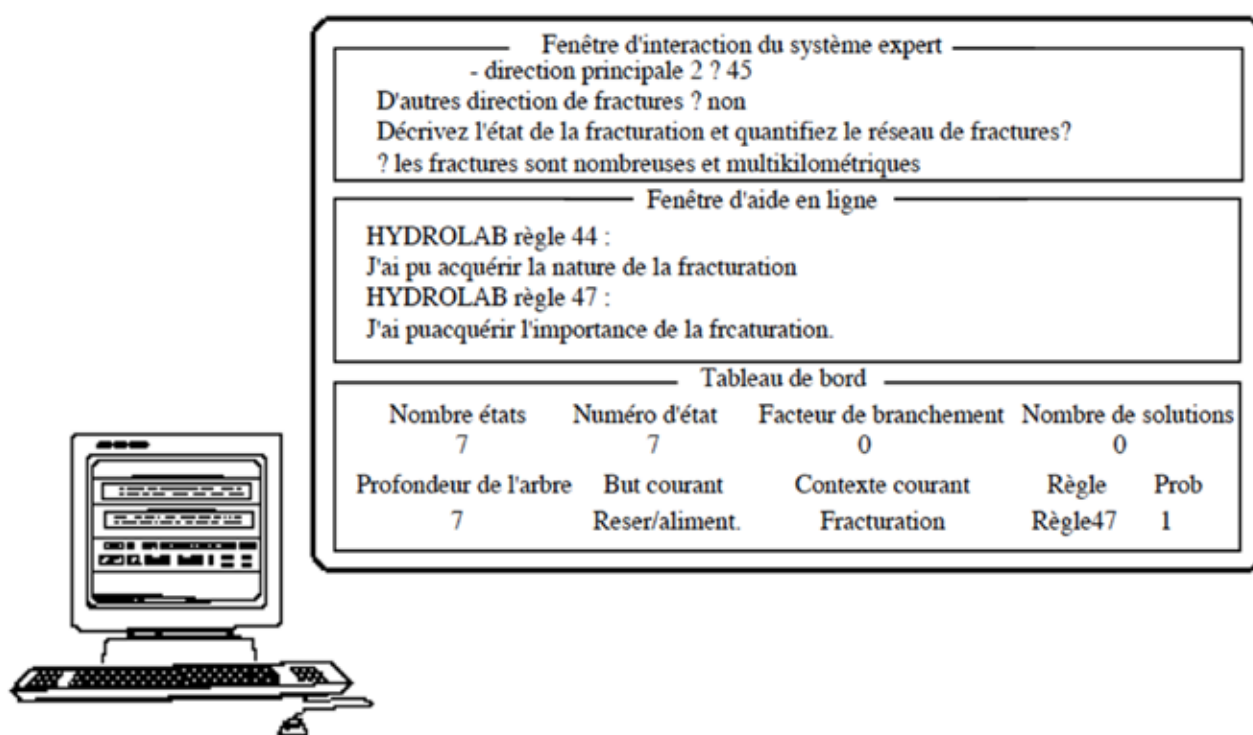 Fenêtre d'interaction du système expert
- direction principale 2 ? 45
D'autres direction de fractures ? non
Décrivez l'état de la fracturation et quantifiez le réseau de fractures?
? les fractures sont nombreuses et multikilométriques
Fenêtre d'aide en ligne
HYDROLAB règle 44 :
J'ai pu acquérir la nature de la fracturation
HYDROLAB règle 47 :
J'ai puacquérir l'importance de la frcaturation.
Tableau de bord
Nombre états Numéro d'état Facteur de branchement Nombre de solutions
7 7 0 0
Profondeur de l'arbre But courant Contexte courant Règle Prob
7 Reser/aliment. Fracturation Règle47 1